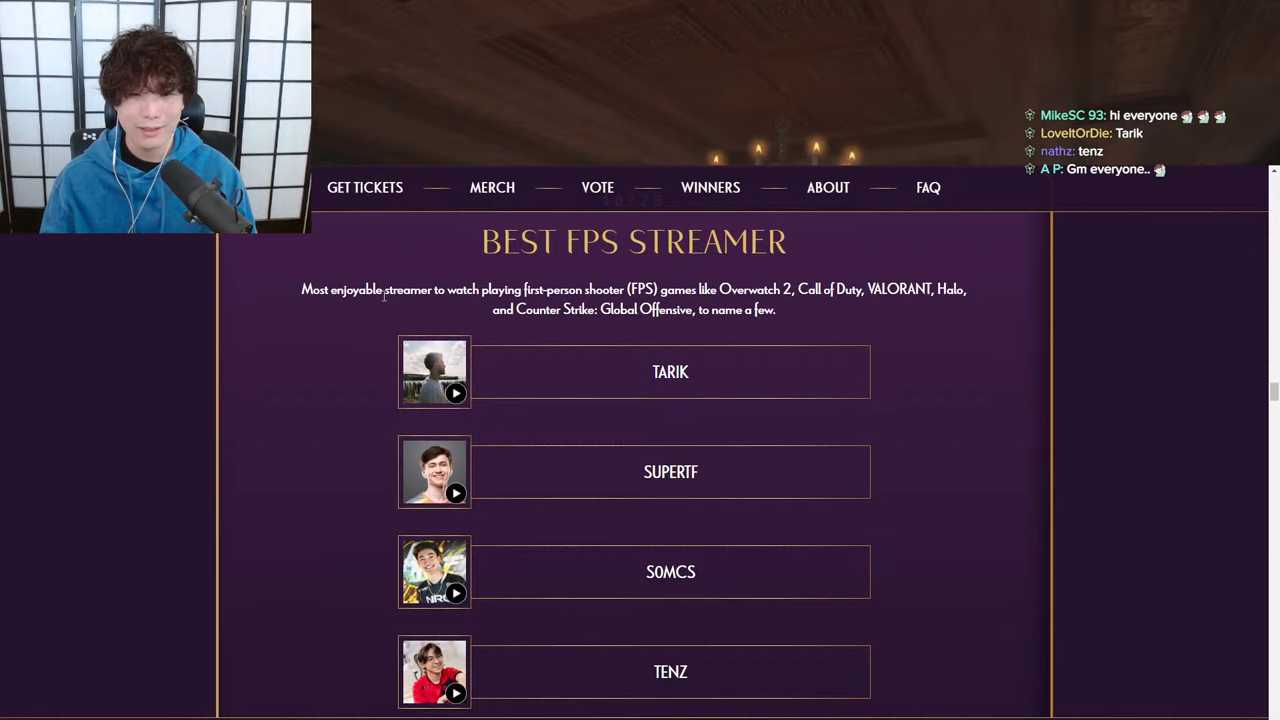 MikeSC 93: hi everyone
LoveItOrDie: Tarik
nathz: tenz
A P: Gm everyone..
GET TICKETS
MERCH
VOTE
WINNERS
ABOUT
FAQ
BEST FPS STREAMER
Most enjoyable streamer to watch playing first-person shooter (FPS) games like Overwatch 2, Call of Duty, VALORANT, Halo,
and Counter Strike: Global Offensive, to name a few.
TARIK
SUPERTF
S0MCS
NRG
TENZ